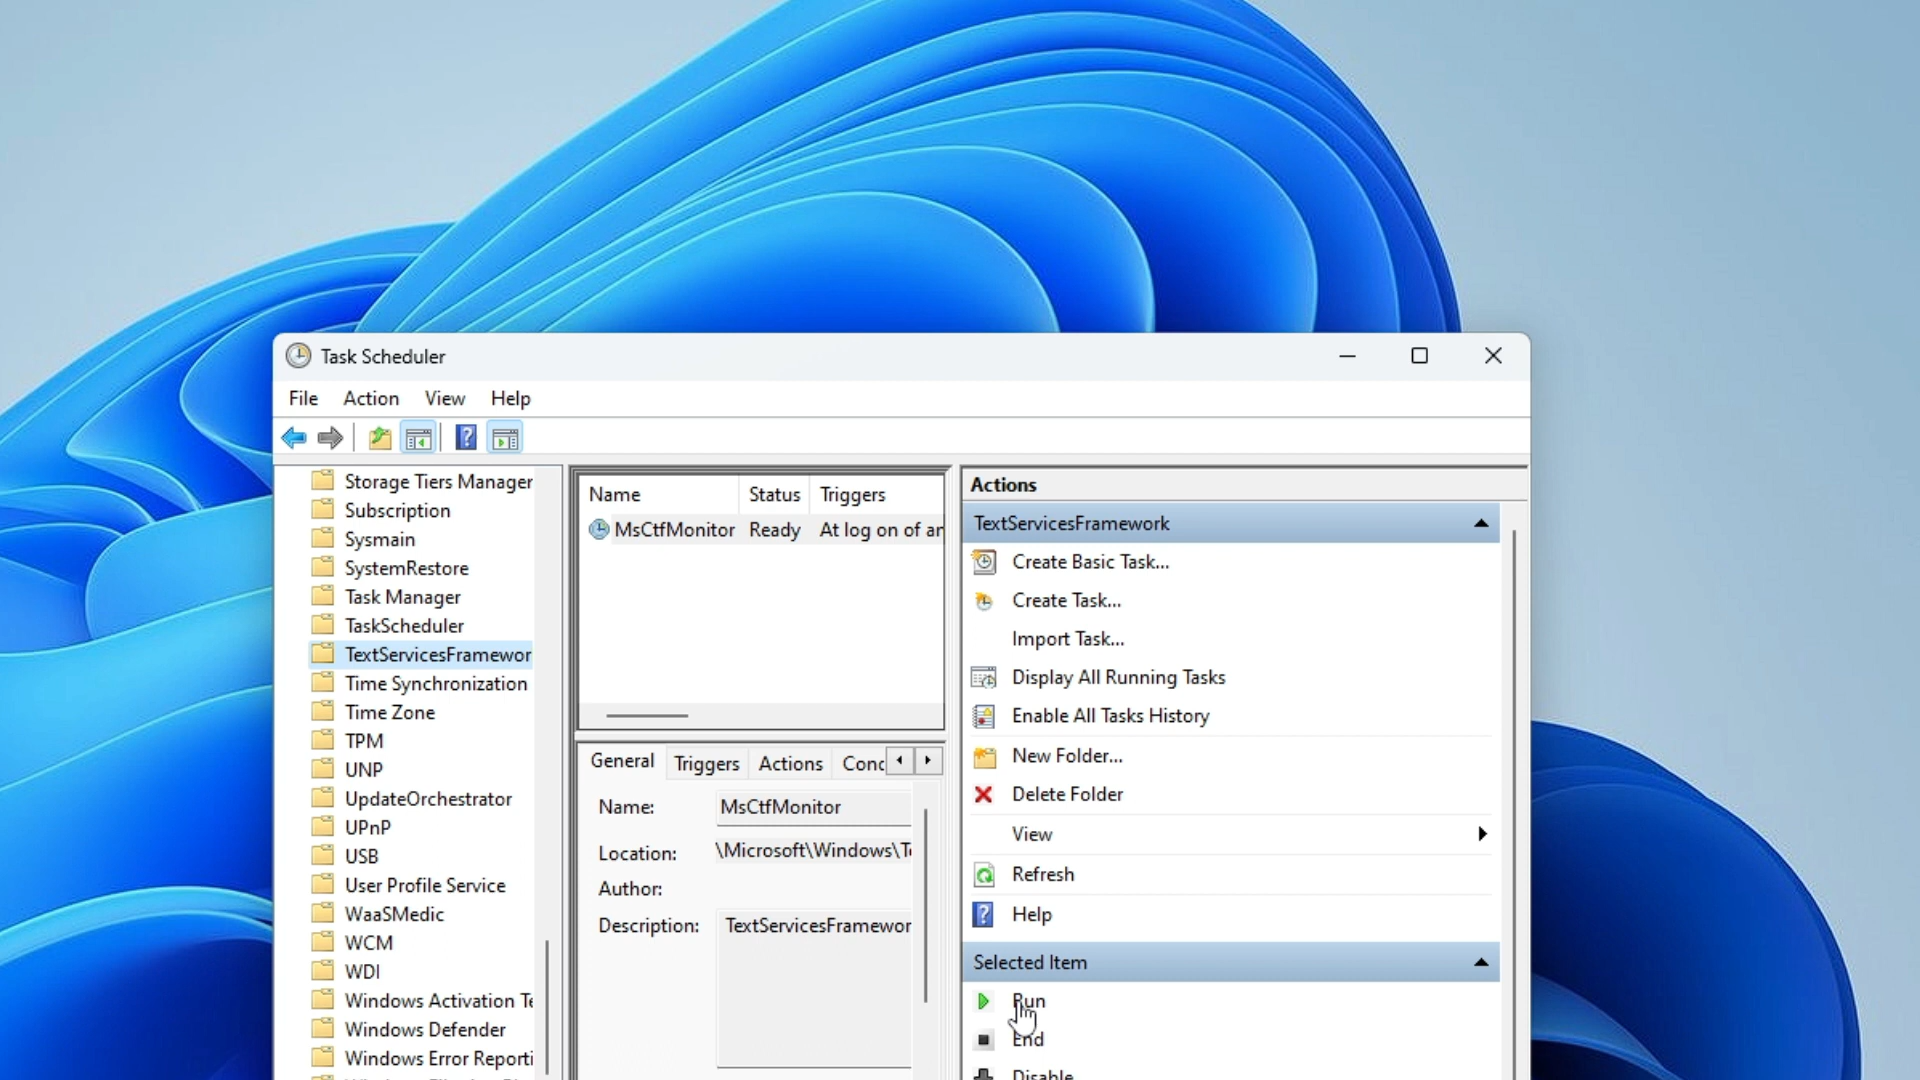 Task Scheduler
File Action View Help
Storage Tiers Manager
Subscription
Sysmain
SystemRestore
Task Manager
TaskScheduler
TextServicesFramewor
Time Synchronization
Time Zone
TPM
UNP
UpdateOrchestrator
UPnP
USB
User Profile Service
WaaSMedic
WCM
WDI
Windows Activation Te
Windows Defender
Windows Error Reporti
Name Status Triggers
MsCtfMonitor Ready At log on of an
General Triggers Actions Conc
Name: MsCtfMonitor
Location: \Microsoft\Windows\Te
Author:
Description: TextServicesFramewor
Actions
TextServicesFramework
Create Basic Task...
Create Task...
Import Task...
Display All Running Tasks
Enable All Tasks History
New Folder...
Delete Folder
View
Refresh
Help
Selected Item
Run
End
Disable